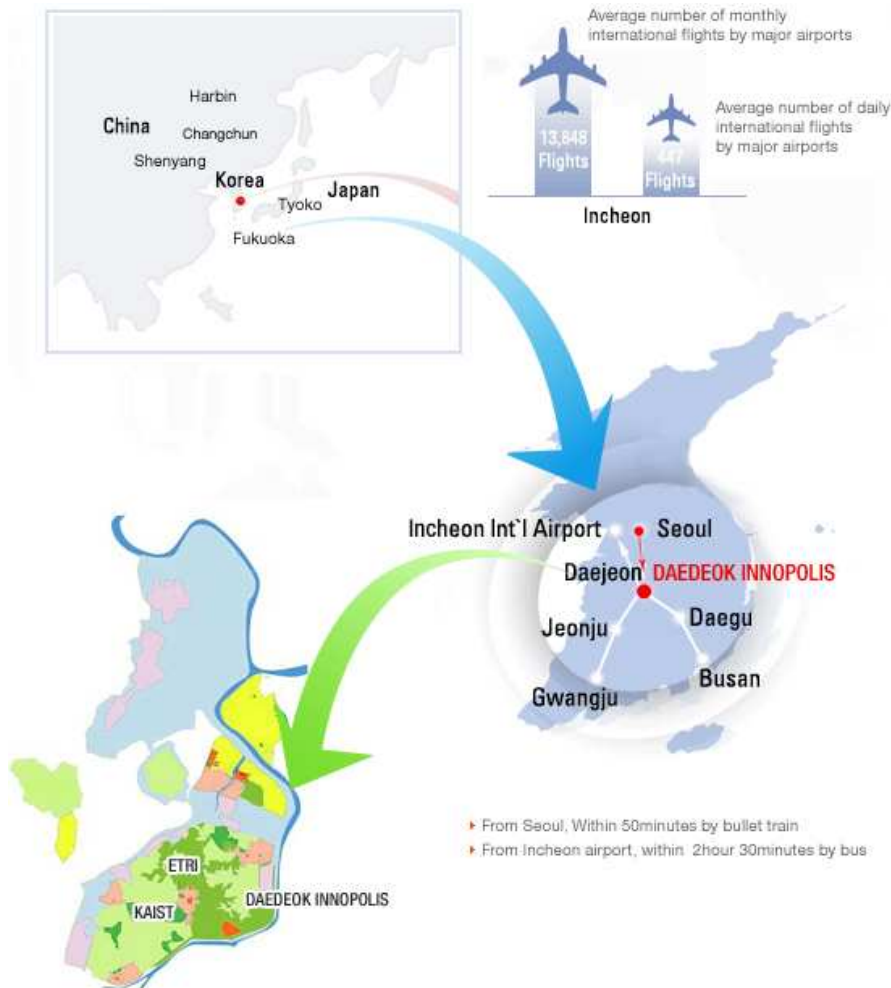 Average number of monthly
international flights by major airports
13,848
Flights
Average number of daily
international flights
by major airports
447
Flights
Incheon
Harbin
China
Changchun
Shenyang
Korea
Japan
Tyoko
Fukuoka
Incheon Int`l Airport
Seoul
Daejeon
DAEDEOK INNOPOLIS
Daegu
Jeonju
Busan
Gwangju
From Seoul, Within 50minutes by bullet train
From Incheon airport, within 2hour 30minutes by bus
ETRI
KAIST
DAEDEOK INNOPOLIS